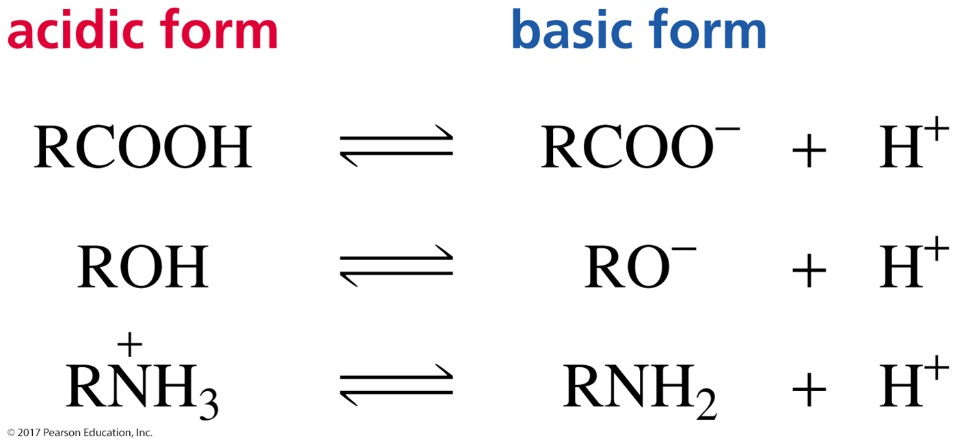 acidic form basic form
RCOOH ⇌ RCOO⁻ + H⁺
ROH ⇌ RO⁻ + H⁺
RN⁺H₃ ⇌ RNH₂ + H⁺
© 2017 Pearson Education, Inc.